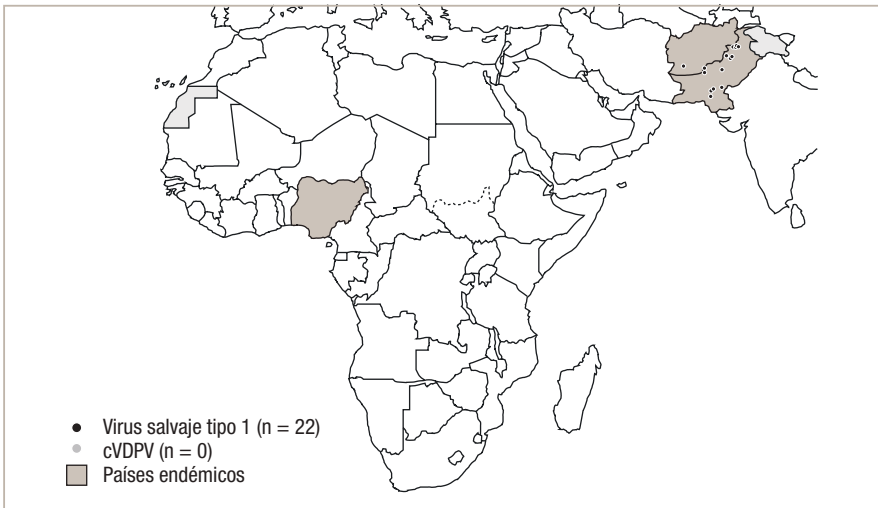 Virus salvaje tipo 1 (n = 22)
cVDPV (n = 0)
Países endémicos